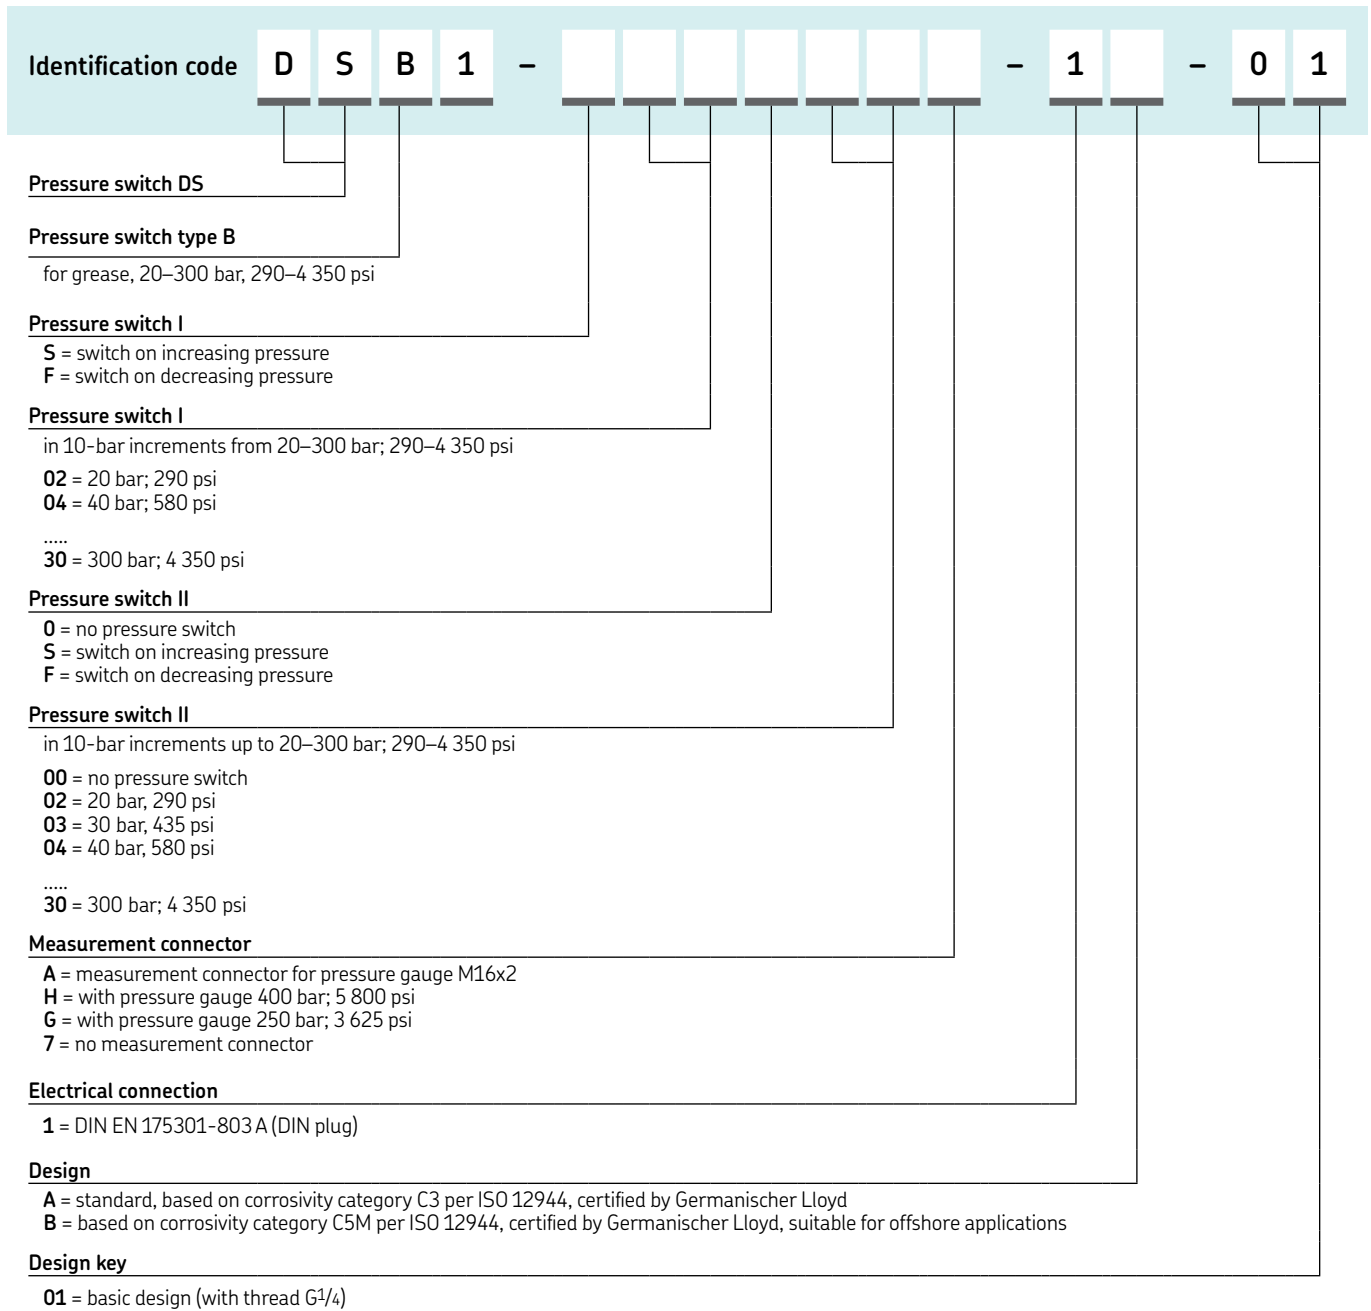 Identification code D S B 1 – – 1 – 0 1
Pressure switch DS
Pressure switch type B
for grease, 20–300 bar, 290–4 350 psi
Pressure switch I
S = switch on increasing pressure
F = switch on decreasing pressure
Pressure switch I
in 10-bar increments from 20–300 bar; 290–4 350 psi
02 = 20 bar; 290 psi
04 = 40 bar; 580 psi
.....
30 = 300 bar; 4 350 psi
Pressure switch II
0 = no pressure switch
S = switch on increasing pressure
F = switch on decreasing pressure
Pressure switch II
in 10-bar increments up to 20–300 bar; 290–4 350 psi
00 = no pressure switch
02 = 20 bar, 290 psi
03 = 30 bar, 435 psi
04 = 40 bar, 580 psi
.....
30 = 300 bar; 4 350 psi
Measurement connector
A = measurement connector for pressure gauge M16x2
H = with pressure gauge 400 bar; 5 800 psi
G = with pressure gauge 250 bar; 3 625 psi
7 = no measurement connector
Electrical connection
1 = DIN EN 175301-803 A (DIN plug)
Design
A = standard, based on corrosivity category C3 per ISO 12944, certified by Germanischer Lloyd
B = based on corrosivity category C5M per ISO 12944, certified by Germanischer Lloyd, suitable for offshore applications
Design key
01 = basic design (with thread G1/4)